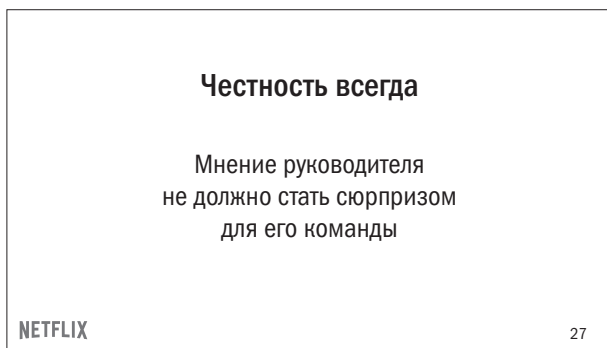 Честность всегда
Мнение руководителя
не должно стать сюрпризом
для его команды
NETFLIX
27